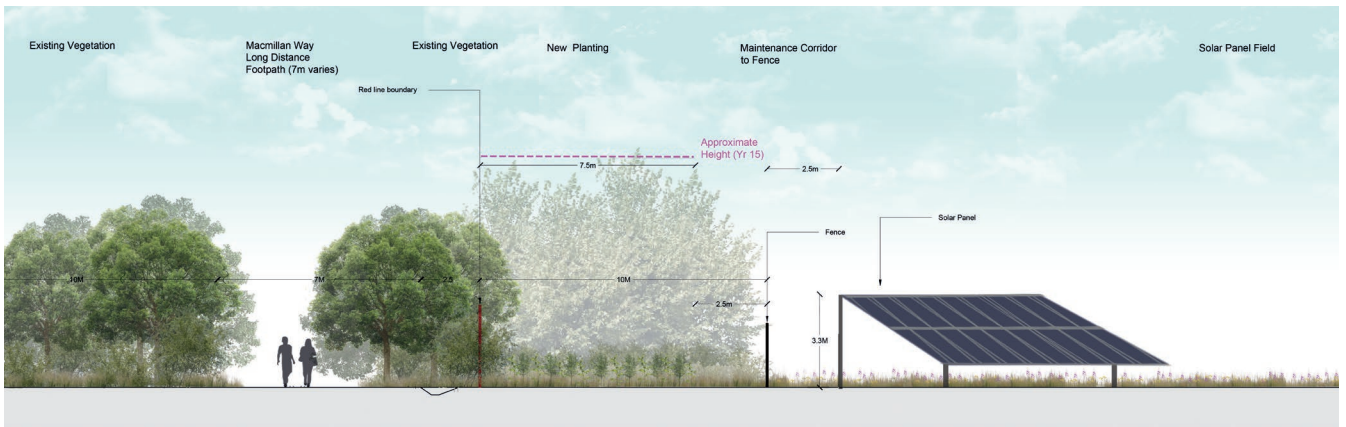 Existing Vegetation
Macmillan Way
Long Distance
Footpath (7m varies)
Existing Vegetation
New Planting
Maintenance Corridor
to Fence
Solar Panel Field
Red line boundary
Approximate
Height (Yr 15)
7.5m
2.5m
Solar Panel
Fence
10M
7M
2.5
10M
2.5m
3.3M